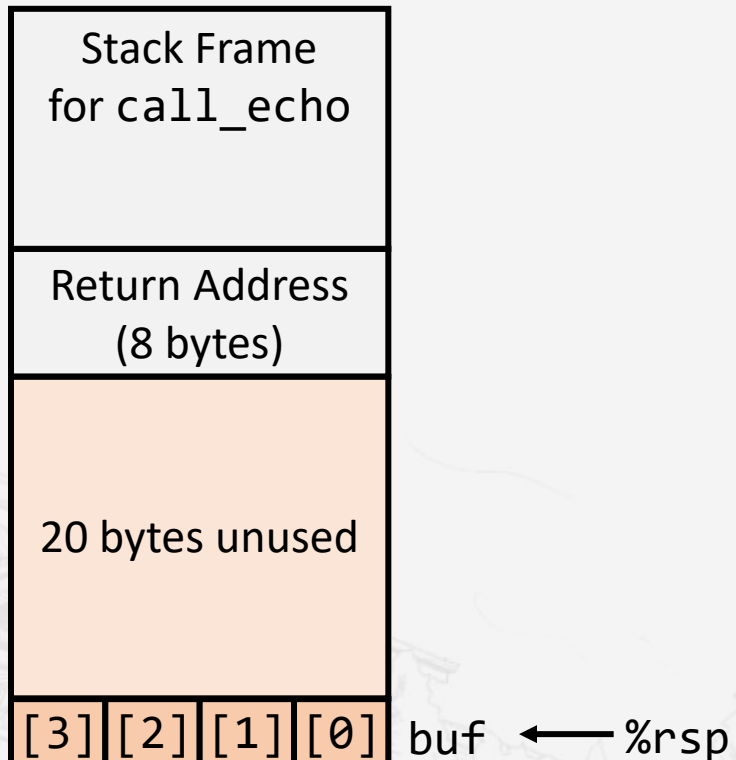 Stack Frame
for call_echo
Return Address
(8 bytes)
20 bytes unused
[3] [2] [1] [0] buf %rsp